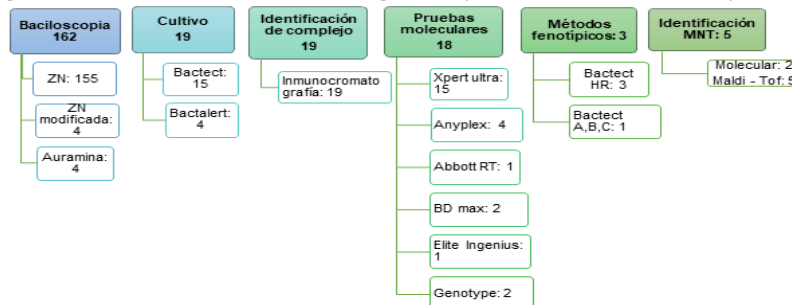 Baciloscopia
162
ZN: 155
ZN
modificada:
4
Auramina:
4
Cultivo
19
Bactect:
15
Bactalert:
4
Identificación
de complejo
19
Inmunocromato
grafía: 19
Pruebas
moleculares
18
Xpert ultra:
15
Anyplex: 4
Abbott RT: 1
BD max: 2
Elite Ingenius:
1
Genotype: 2
Métodos
fenotípicos: 3
Bactect
HR: 3
Bactect
A,B,C: 1
Identificación
MNT: 5
Molecular: 2
Maldi - Tof: 5